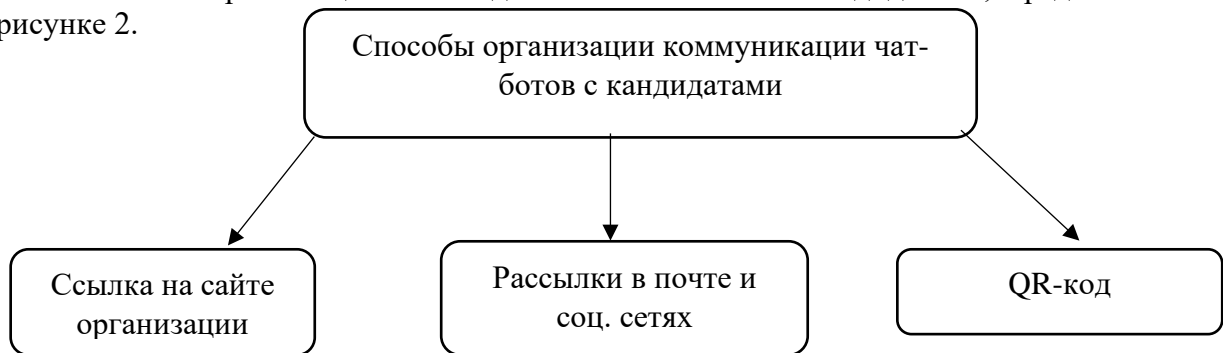 рисунке 2.
Способы организации коммуникации чат-
ботов с кандидатами
Ссылка на сайте
организации
Рассылки в почте и
соц. сетях
QR-код